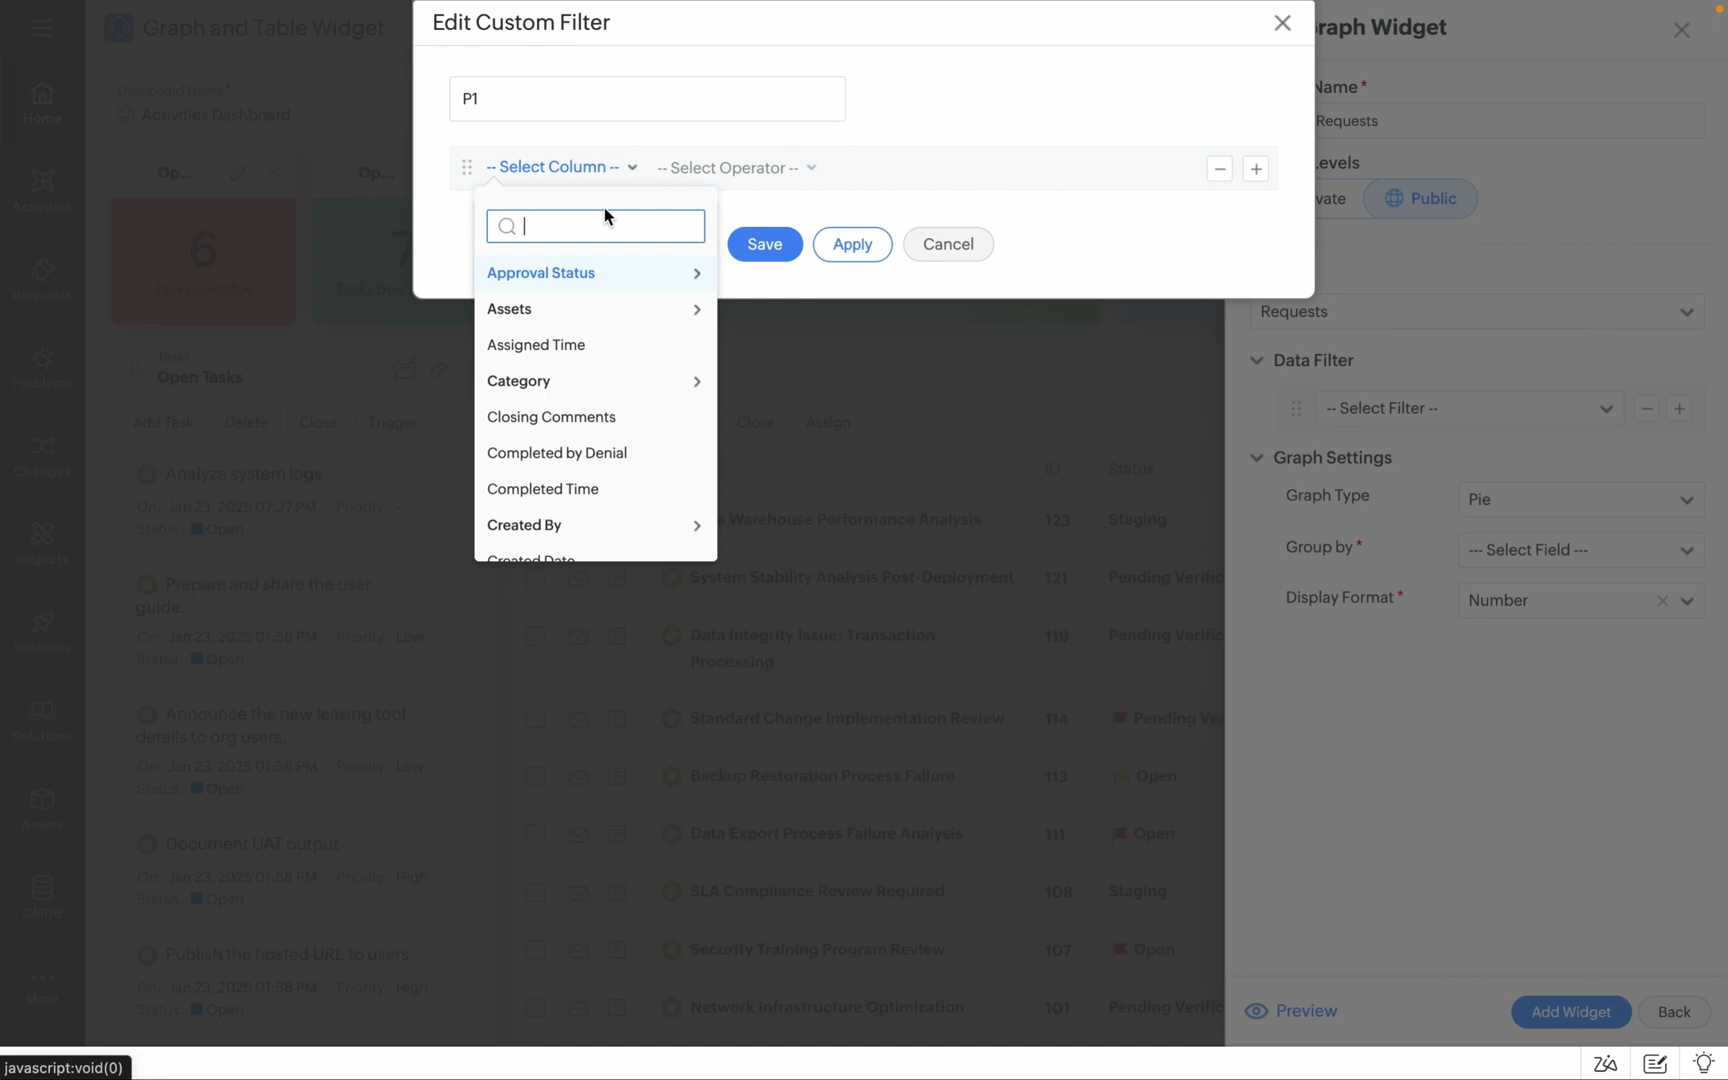 Graph and Table Widget
Edit Custom Filter
Graph Widget
Home
Activities
Requests
Problems
Changes
Projects
Releases
Solutions
Assets
CMDB
More
Dashboard Name*
Activities Dashboard
Op...
Op...
6
Tasks Overdue
7
Tasks Due
P1
-- Select Column --
-- Select Operator --
Approval Status
Assets
Assigned Time
Category
Closing Comments
Completed by Denial
Completed Time
Created By
Created Date
Save
Apply
Cancel
Tasks
Open Tasks
Add Task
Delete
Close
Trigger
Analyze system logs
On: Jan 23, 2025 07:27 PM | Priority: -
Status: Open
Prepare and share the user
guide.
On: Jan 23, 2025 01:58 PM | Priority: Low
Status: Open
Announce the new leasing tool
details to org users.
On: Jan 23, 2025 01:58 PM | Priority: Low
Status: Open
Document UAT output
On: Jan 23, 2025 01:58 PM | Priority: High
Status: Open
Publish the hosted URL to users
On: Jan 23, 2025 01:58 PM | Priority: High
Status: Open
Close
Assign
ID
Status
Warehouse Performance Analysis
123
Staging
System Stability Analysis Post-Deployment
121
Pending Verific
Data Integrity Issue: Transaction
Processing
119
Pending Verific
Standard Change Implementation Review
114
Pending Ver
Backup Restoration Process Failure
113
Open
Data Export Process Failure Analysis
111
Open
SLA Compliance Review Required
108
Staging
Security Training Program Review
107
Open
Network Infrastructure Optimization
101
Pending Verific
Name*
Requests
Levels
vate
Public
Requests
Data Filter
-- Select Filter --
Graph Settings
Graph Type
Pie
Group by*
--- Select Field ---
Display Format*
Number
Preview
Add Widget
Back
javascript:void(0)
Zia